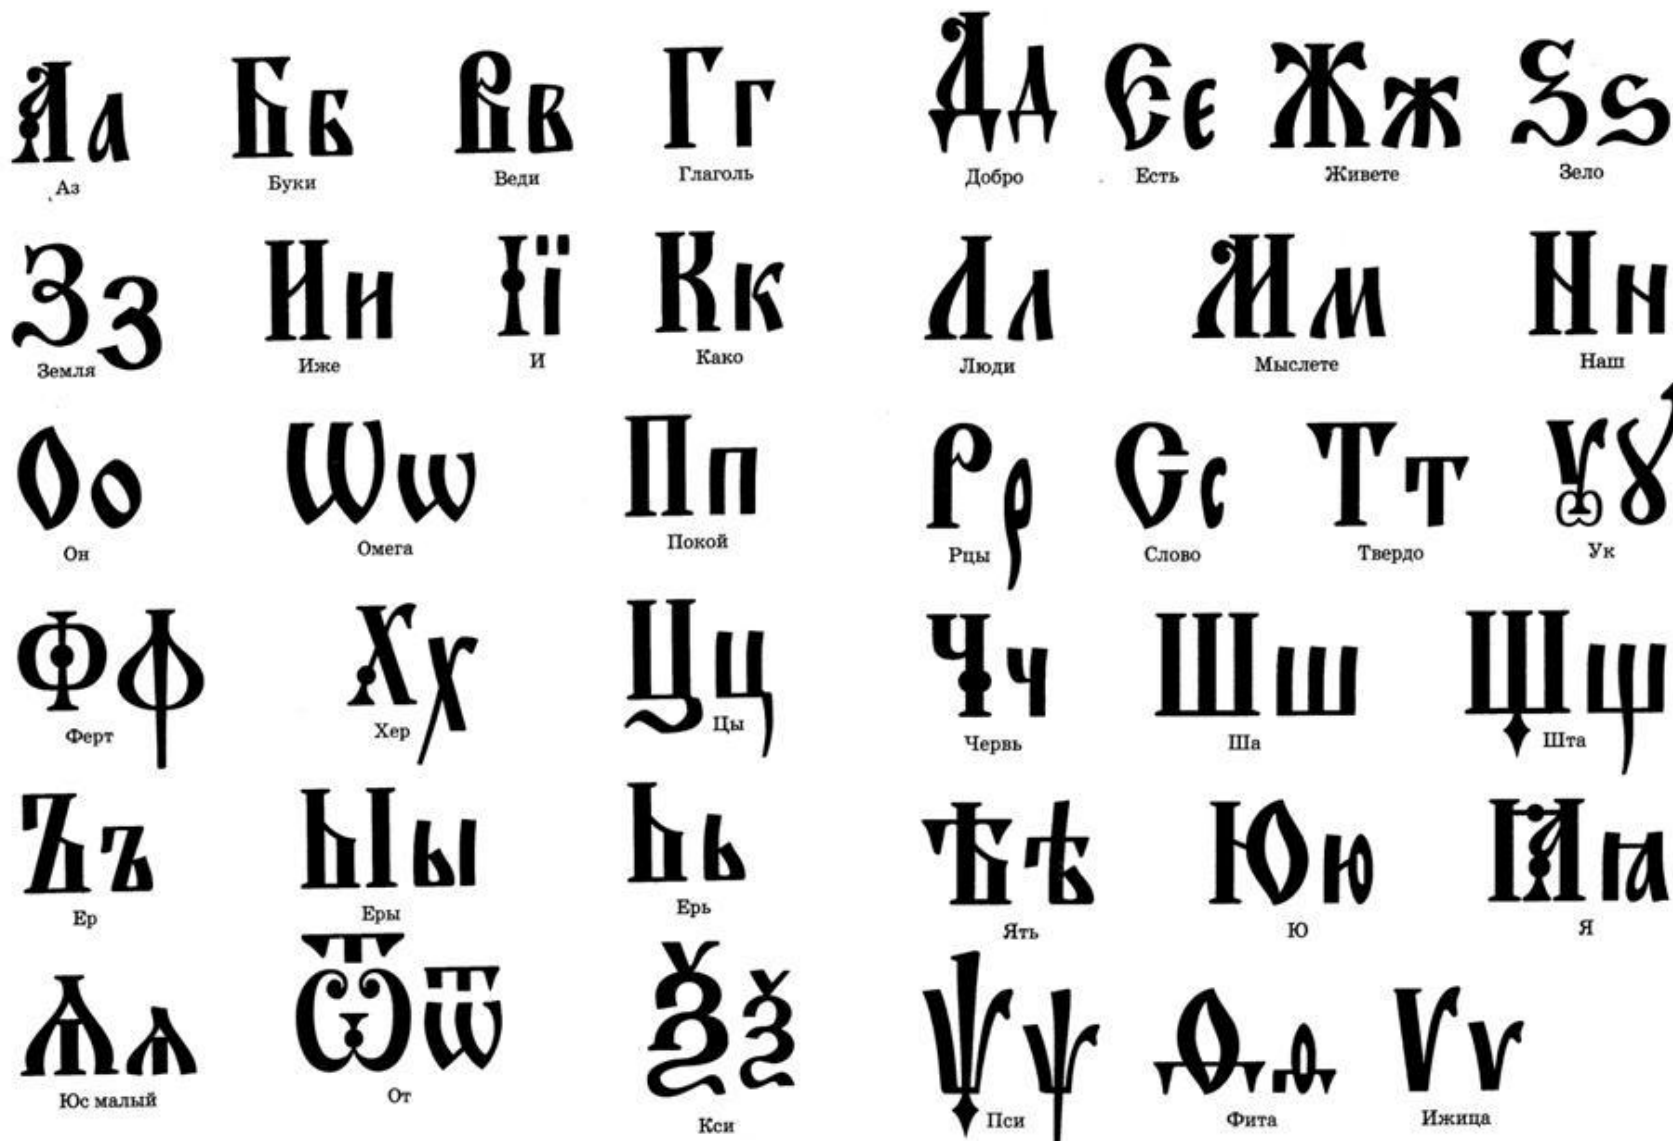 Аа Бб Вв Гг Дд Єє Жж Ѕѕ
Аз Буки Веди Глаголь Добро Есть Живете Зело
Зз Ии Її Кк Лл Мм Нн
Земля Иже И Како Люди Мыслете Наш
Оо Ѡѡ Пп Рр Сс Тт Ѹꙋ
Он Омега Покой Рцы Слово Твердо Ук
Фф Хх Цц Чч Шш Щщ
Ферт Хер Цы Червь Ша Шта
Ъъ Ыы Ьь Ѣѣ Юю Ꙗꙗ
Ер Еры Ерь Ять Ю Я
Ѧѧ Ѿѿ Ѯѯ Ѱѱ Ѳѳ Ѵѵ
Юс малый От Кси Пси Фита Ижица